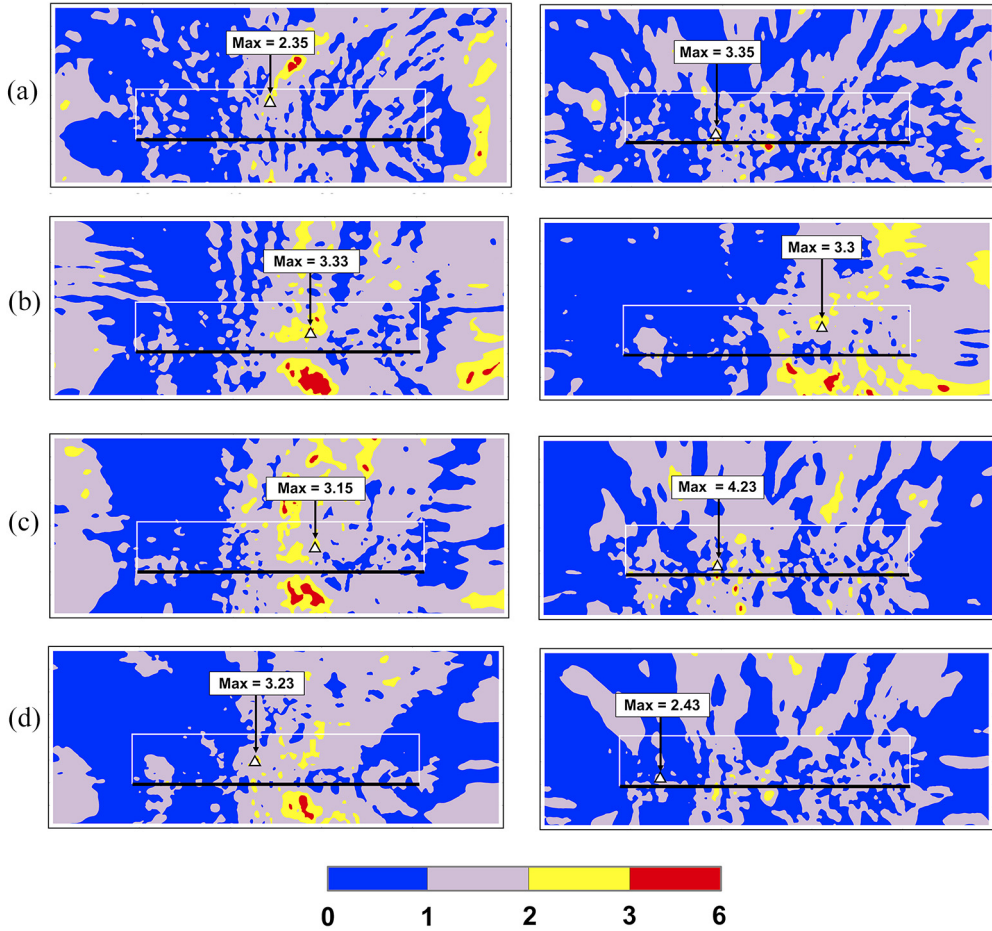 (a)
Max = 2.35
Max = 3.35
(b)
Max = 3.33
Max = 3.3
(c)
Max = 3.15
Max = 4.23
(d)
Max = 3.23
Max = 2.43
0 1 2 3 6